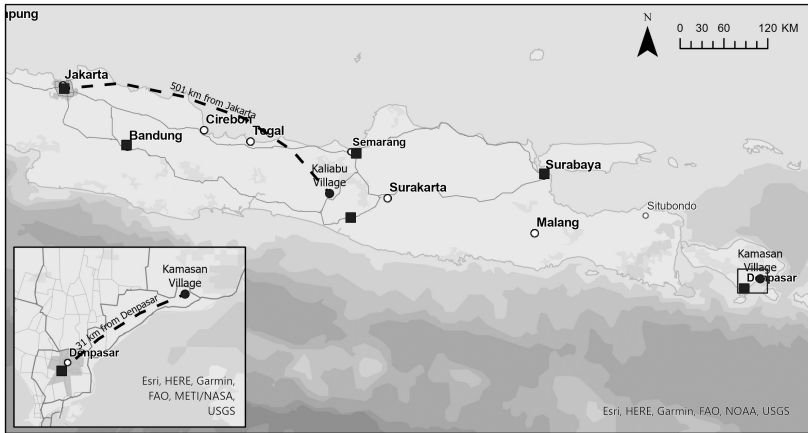 pung
N
0 30 60 120 KM
Jakarta
501 km from Jakarta
Cirebon
Tegal
Bandung
Semarang
Kaliabu
Village
Surakarta
Surabaya
Malang
Situbondo
Kamasan
Village
Denpasar
Kamasan
Village
31 km from Denpasar
Denpasar
Esri, HERE, Garmin,
FAO, METI/NASA,
USGS
Esri, HERE, Garmin, FAO, NOAA, USGS